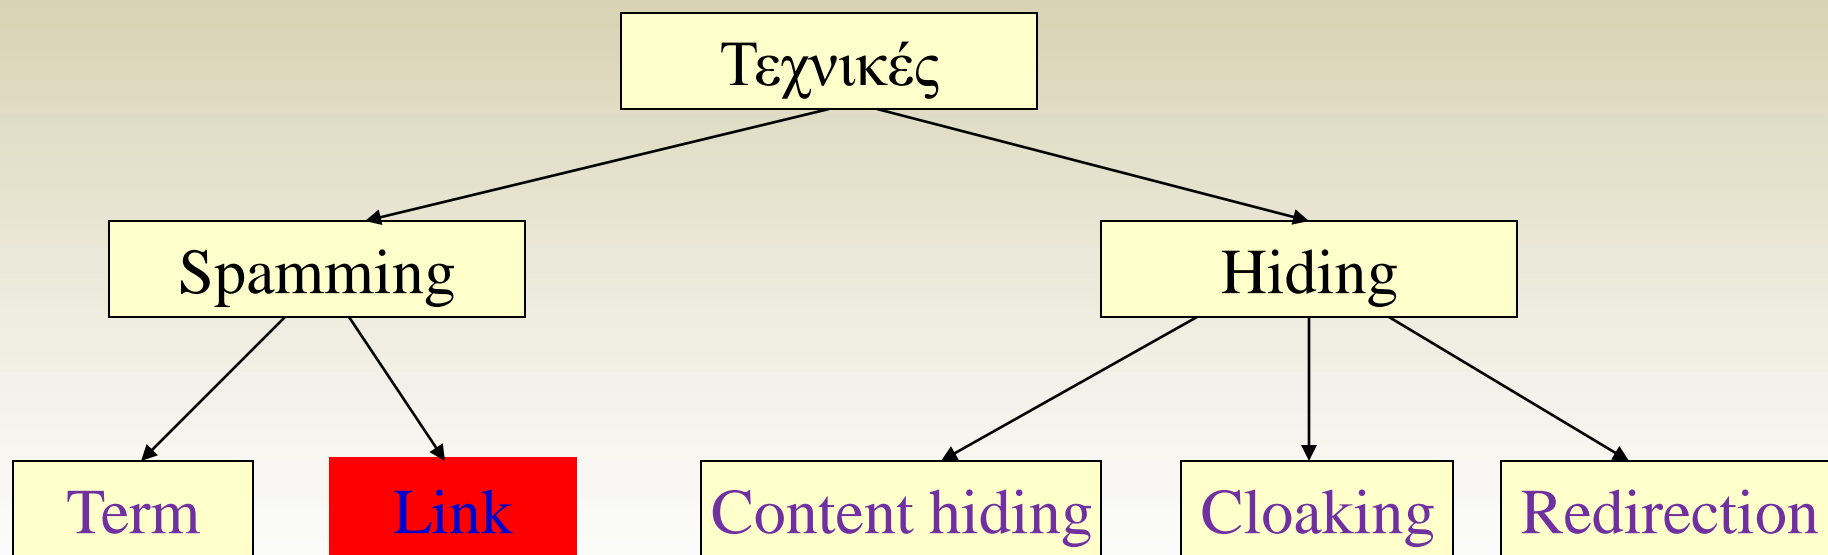 Τεχνικές
Spamming
Hiding
Term
Link
Content hiding
Cloaking
Redirection